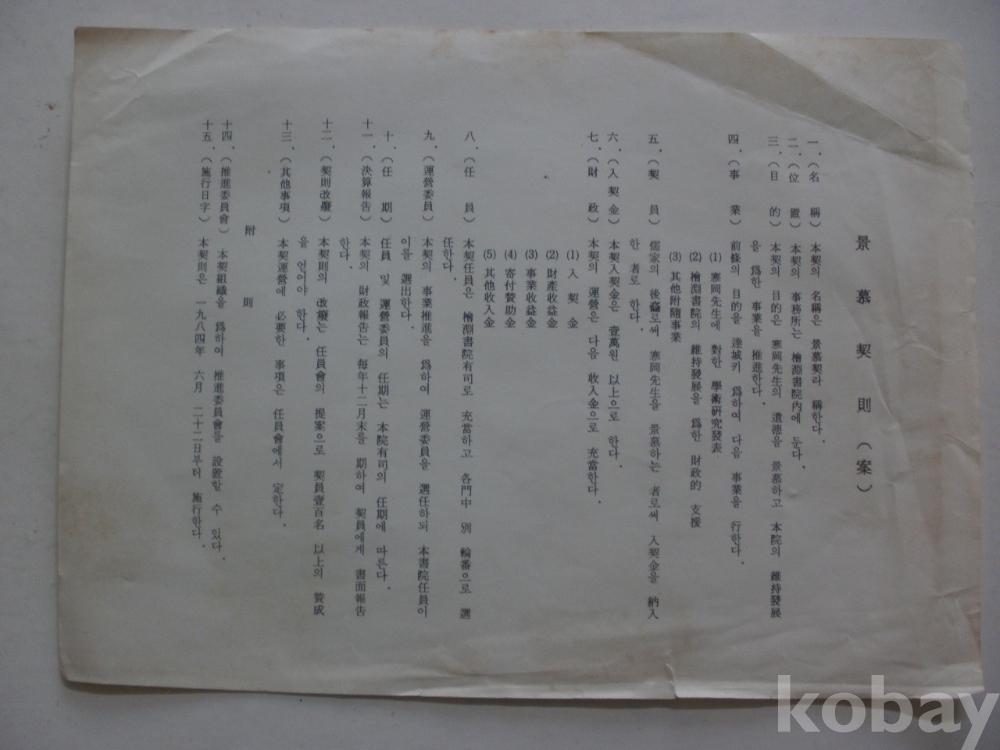 景慕契則(案)
一.(名稱) 本契의 名稱은 景慕契라 稱한다.
二.(位置) 本契의 事務所는 檜淵書院內에 둔다.
三.(目的) 本契의 目的은 寒岡先生의 道德을 景慕하고 本院의 維持發展
을 爲한 事業을 推進한다.
四.(事業) 前條의 目的을 達城키 爲하여 다음 事業을 行한다.
(1) 寒岡先生에 對한 學術硏究發表
(2) 檜淵書院의 維持發展을 爲한 財政的 支援
(3) 其他附隨事業
五.(契員) 儒家의 後裔로써 寒岡先生을 景慕하는 者로써 入契金을 納入
한 者로 한다.
六.(入契金) 本契入契金은 壹萬원 以上으로 한다.
七.(財政) 本契의 運營은 다음 收入金으로 充當한다.
(1) 入契金
(2) 財產收益金
(3) 事業收益金
(4) 寄付贊助金
(5) 其他收入金
八.(任員) 本契任員은 檜淵書院有司로 充當하고 各門中 別 輪番으로 選
任한다.
九.(運營委員) 本契의 事業推進을 爲하여 運營委員을 選任하되 本書院任員이
이를 選出한다.
十.(任期) 任員 및 運營委員의 任期는 本院有司의 任期에 따른다.
十一.(決算報告) 本契의 財政報告는 每年十二月末을 期하여 契員에게 書面報告
한다.
十二.(契則改廢) 本契則의 改廢는 任員會의 提案으로 契員壹百名 以上의 贊成
을 얻어야 한다.
十三.(其他事項) 本契運營에 必要한 事項은 任員會에서 定한다.
附則
十四.(推進委員會) 本契組織을 爲하여 推進委員會를 設置할 수 있다.
十五.(施行日字) 本契則은 一九八四年 六月 二十二日부터 施行한다.
kobay